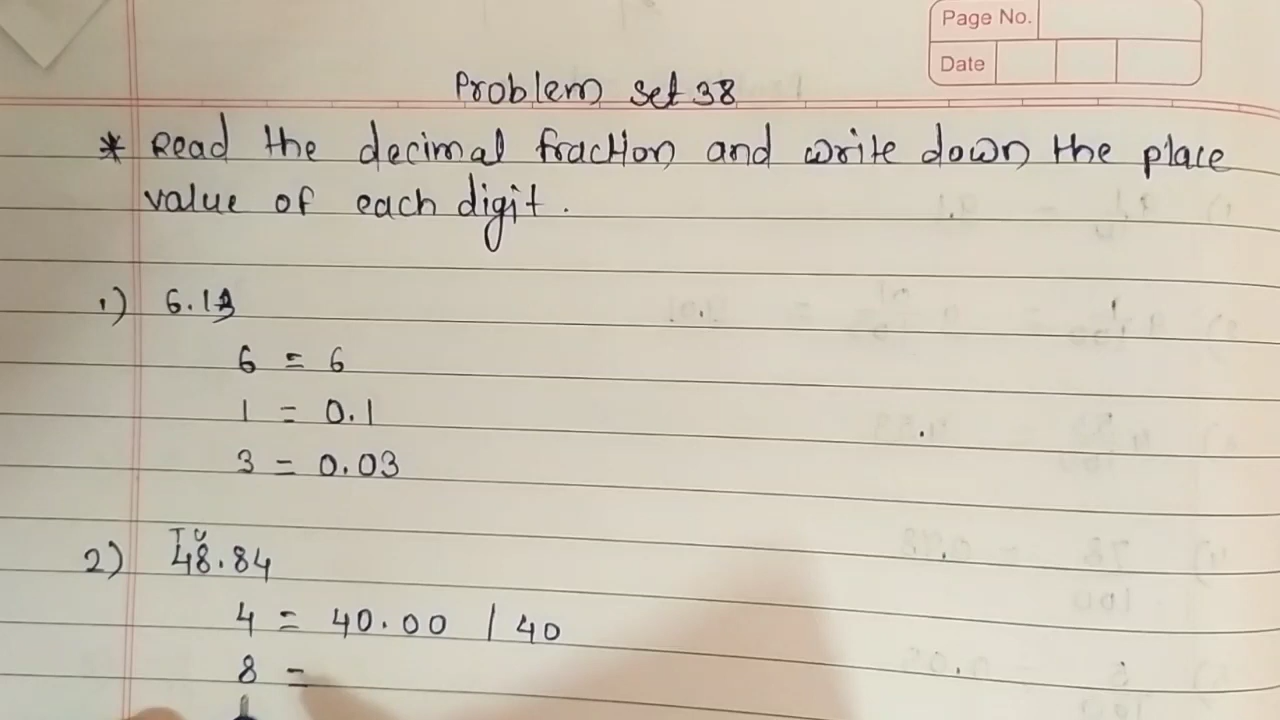 Page No.
Date
Problem set 38
* Read the decimal fraction and write down the place
value of each digit.
1) 6.13
6 = 6
1 = 0.1
3 = 0.03
T U
2) 48.84
4 = 40.00 / 40
8 =